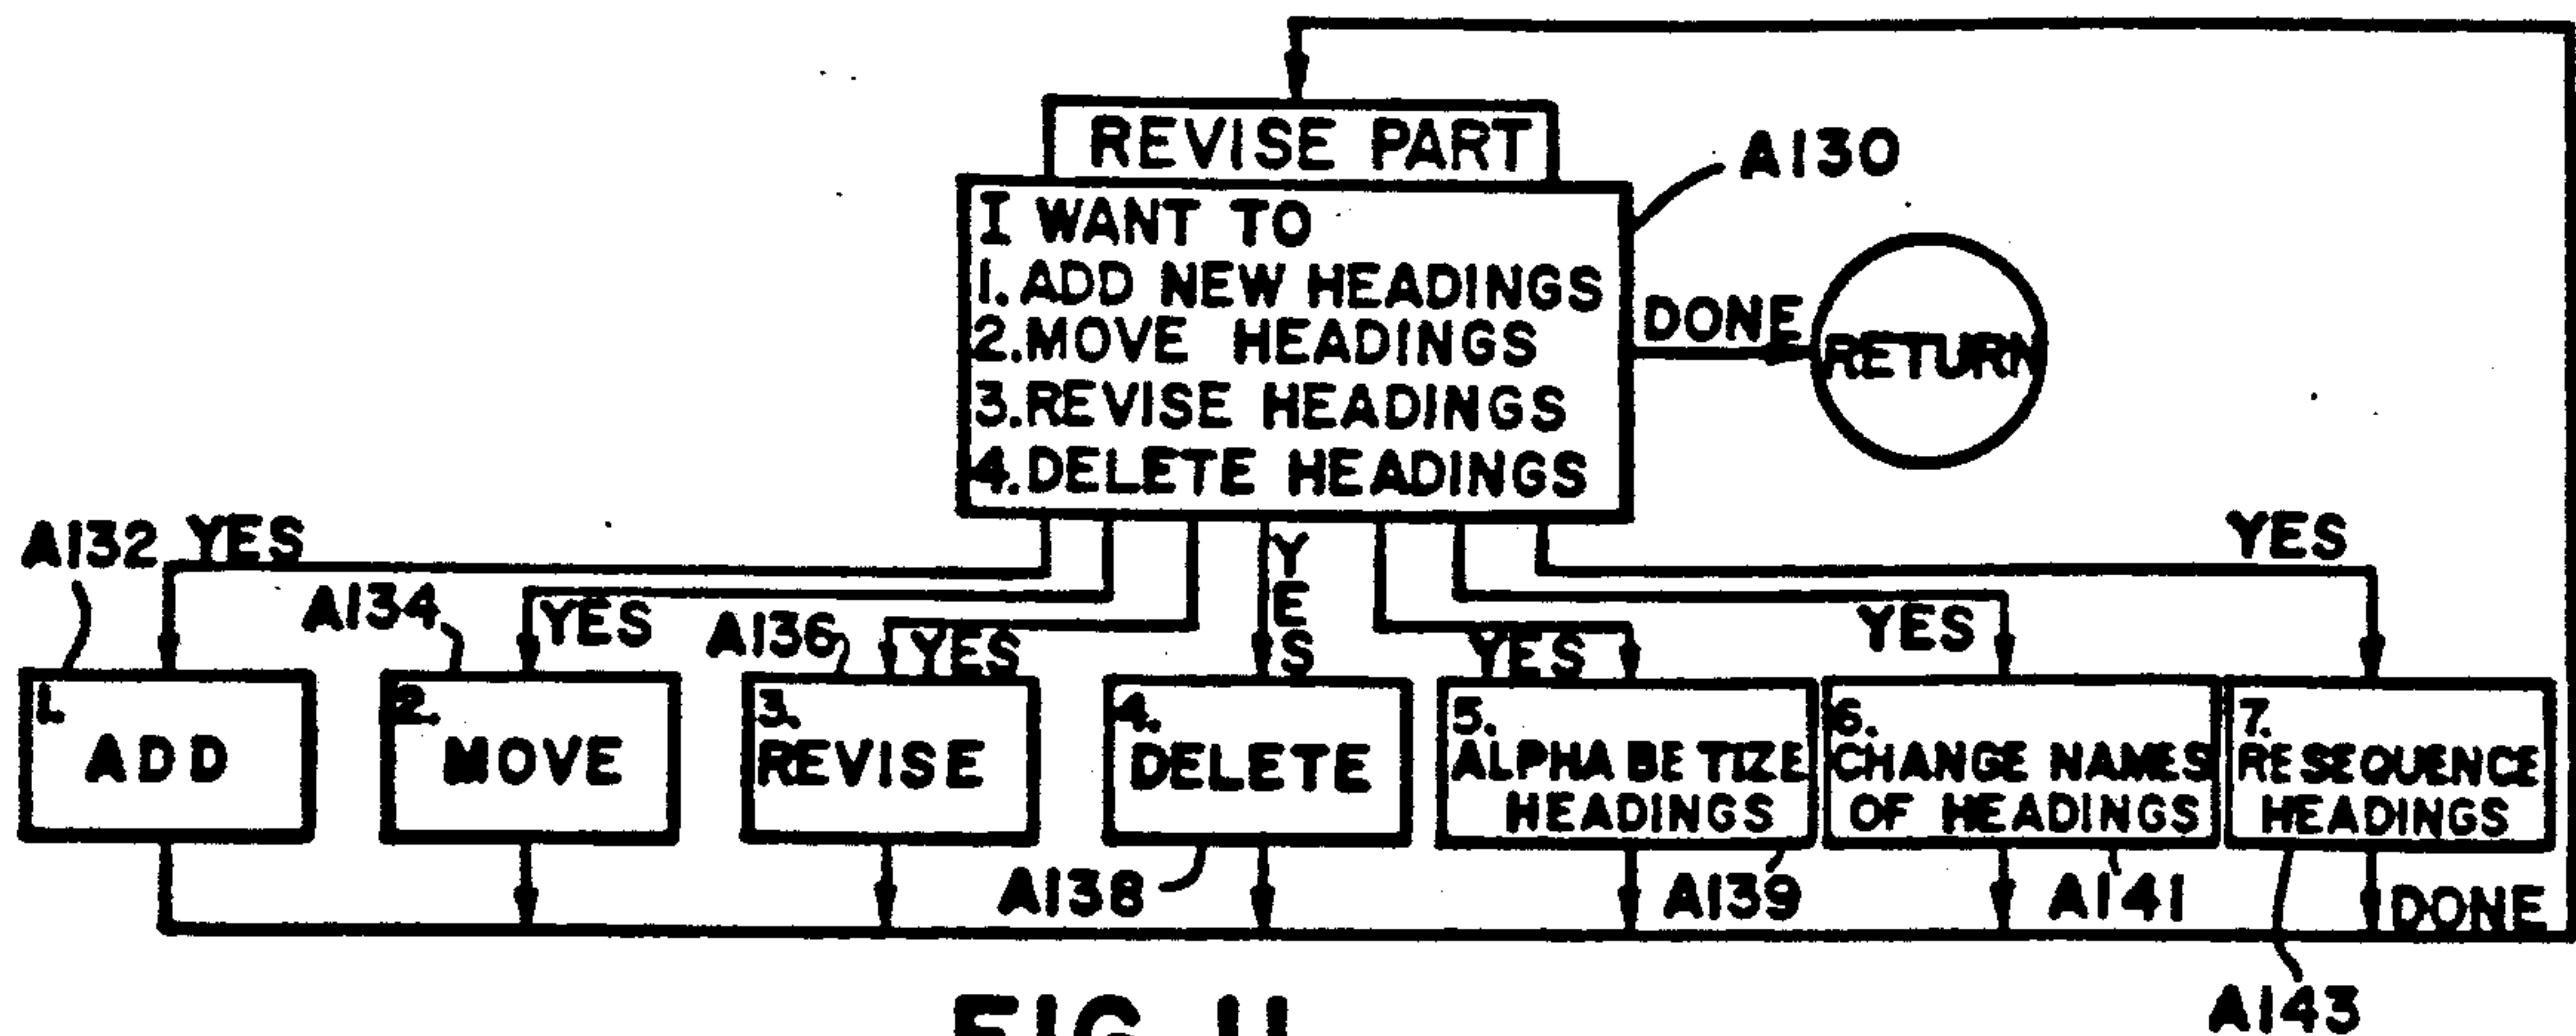 REVISE PART
A130
I WANT TO
1. ADD NEW HEADINGS
2. MOVE HEADINGS
3. REVISE HEADINGS
4. DELETE HEADINGS
DONE
RETURN
A132 YES
A134 YES
A136 YES
YES
YES
YES
YES
1.
ADD
2.
MOVE
3.
REVISE
4.
DELETE
5.
ALPHABETIZE
HEADINGS
6.
CHANGE NAMES
OF HEADINGS
7.
RESEQUENCE
HEADINGS
A138
A139
A141
DONE
A143
FIG. 11